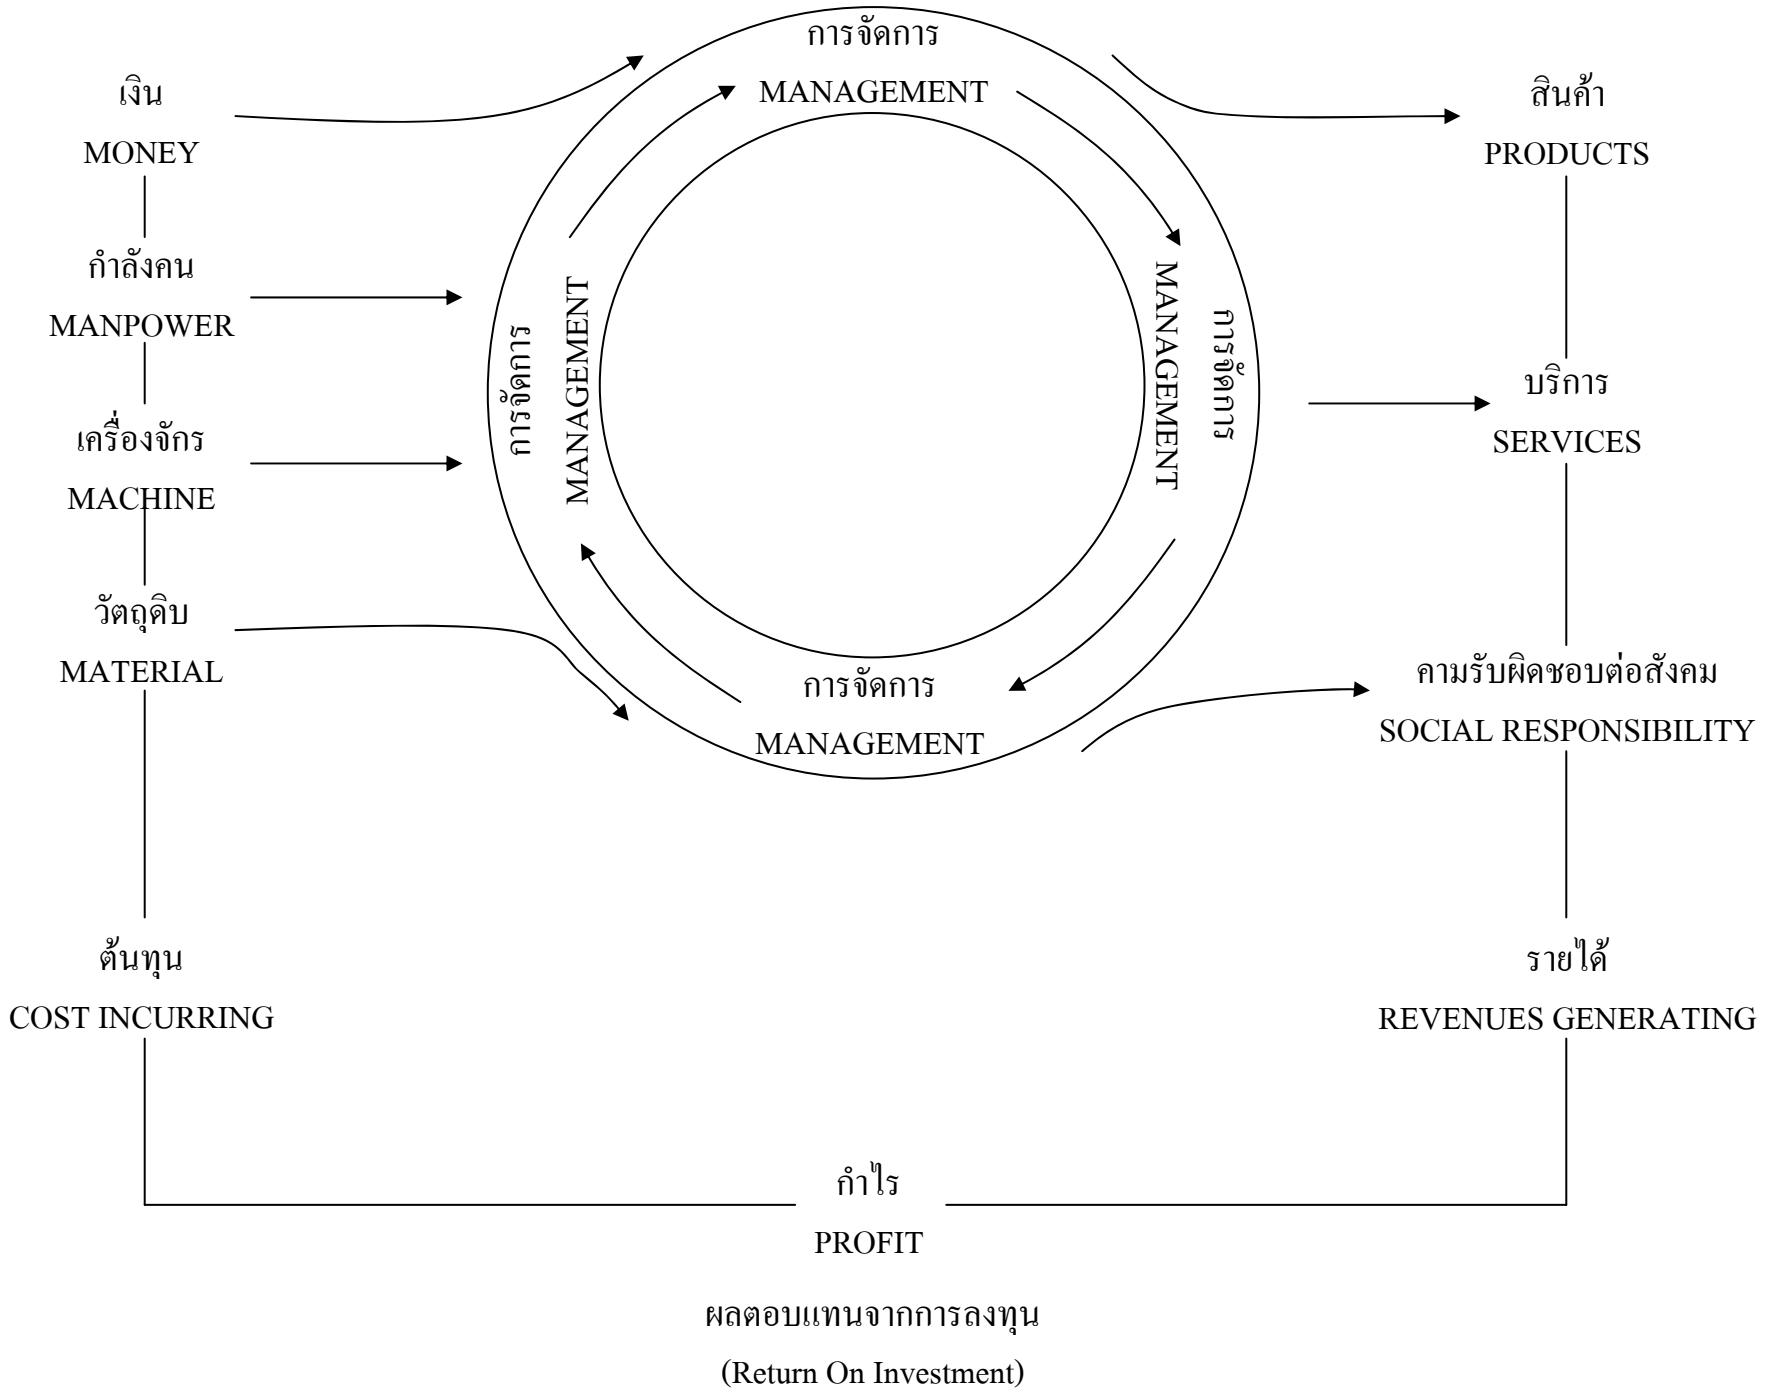 การจัดการ
MANAGEMENT
เงิน
MONEY
สินค้า
PRODUCTS
กำลังคน
MANPOWER
การจัดการ
MANAGEMENT
MANAGEMENT
การจัดการ
บริการ
SERVICES
เครื่องจักร
MACHINE
วัตถุดิบ
MATERIAL
การจัดการ
MANAGEMENT
คามรับผิดชอบต่อสังคม
SOCIAL RESPONSIBILITY
ต้นทุน
COST INCURRING
รายได้
REVENUES GENERATING
กำไร
PROFIT
ผลตอบแทนจากการลงทุน
(Return On Investment)